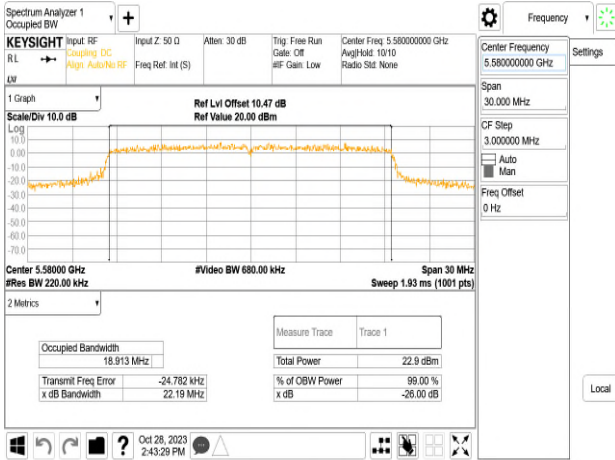 Spectrum Analyzer 1
Occupied BW
KEYSIGHT
RL
Input: RF
Coupling: DC
Align: Auto/No RF
Input Z: 50 Ω
Freq Ref: Int (S)
Atten: 30 dB
Trig: Free Run
Gate: Off
#IF Gain: Low
Center Freq: 5.580000000 GHz
Avg|Hold: 10/10
Radio Std: None
1 Graph
Scale/Div 10.0 dB
Ref Lvl Offset 10.47 dB
Ref Value 20.00 dBm
Log
10.0
0.00
-10.0
-20.0
-30.0
-40.0
-50.0
-60.0
-70.0
Center 5.58000 GHz
#Res BW 220.00 kHz
#Video BW 680.00 kHz
Span 30 MHz
Sweep 1.93 ms (1001 pts)
2 Metrics
Measure Trace
Trace 1
Occupied Bandwidth
18.913 MHz
Total Power
22.9 dBm
Transmit Freq Error
-24.782 kHz
% of OBW Power
99.00 %
x dB Bandwidth
22.19 MHz
x dB
-26.00 dB
Oct 28, 2023
2:43:29 PM
Frequency
Center Frequency
5.580000000 GHz
Settings
Span
30.000 MHz
CF Step
3.000000 MHz
Auto
Man
Freq Offset
0 Hz
Local